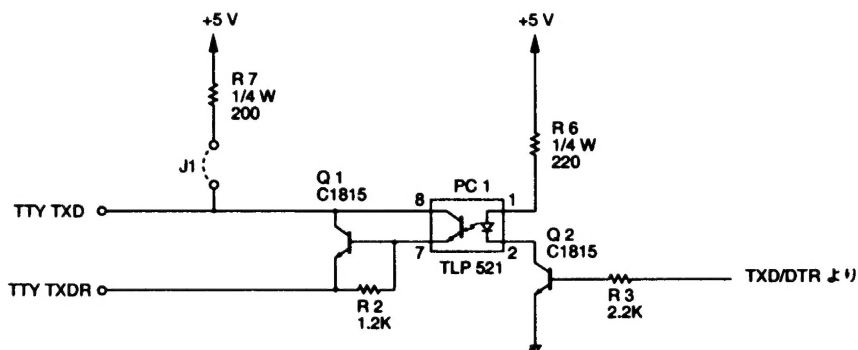 +5 V
+5 V
R 7
1/4 W
200
R 6
1/4 W
220
J1
Q 1
C1815
8
PC 1
1
TTY TXD
Q 2
C1815
7
2
TLP 521
TTY TXDR
R 2
1.2K
R 3
2.2K
TXD/DTR より